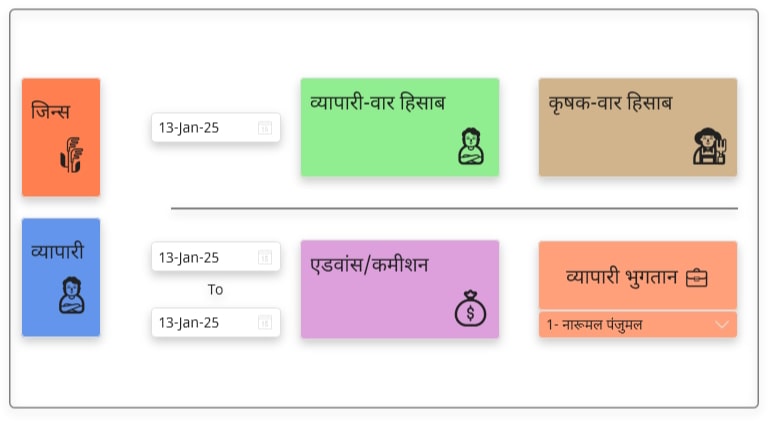 जिन्स
13-Jan-25
व्यापारी-वार हिसाब
कृषक-वार हिसाब
व्यापारी
13-Jan-25
To
13-Jan-25
एडवांस/कमीशन
व्यापारी भुगतान
1- नारूमल पंजुमल